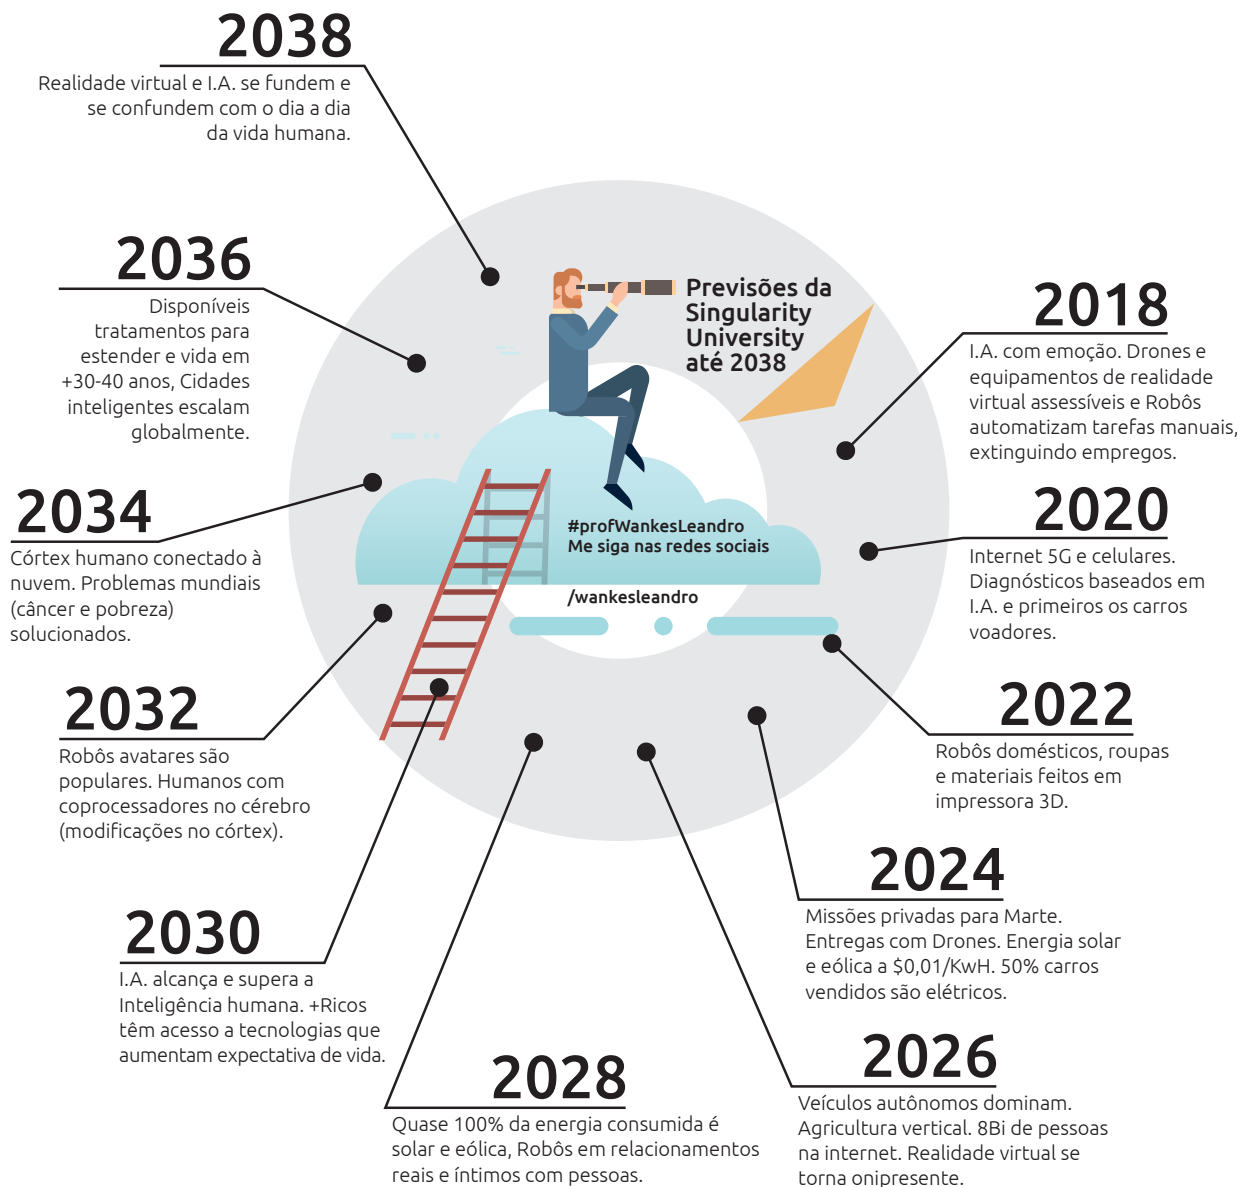 Previsões da
Singularity
University
até 2038
2018
I.A. com emoção. Drones e
equipamentos de realidade
virtual assessíveis e Robôs
automatizam tarefas manuais,
extinguindo empregos.
2020
Internet 5G e celulares.
Diagnósticos baseados em
I.A. e primeiros os carros
voadores.
2022
Robôs domésticos, roupas
e materiais feitos em
impressora 3D.
2024
Missões privadas para Marte.
Entregas com Drones. Energia solar
e eólica a $0,01/KwH. 50% carros
vendidos são elétricos.
2026
Veículos autônomos dominam.
Agricultura vertical. 8Bi de pessoas
na internet. Realidade virtual se
torna onipresente.
2028
Quase 100% da energia consumida é
solar e eólica, Robôs em relacionamentos
reais e íntimos com pessoas.
2030
I.A. alcança e supera a
Inteligência humana. +Ricos
têm acesso a tecnologias que
aumentam expectativa de vida.
2032
Robôs avatares são
populares. Humanos com
coprocessadores no cérebro
(modificações no córtex).
2034
Córtex humano conectado à
nuvem. Problemas mundiais
(câncer e pobreza)
solucionados.
2036
Disponíveis
tratamentos para
estender e vida em
+30-40 anos, Cidades
inteligentes escalam
globalmente.
2038
Realidade virtual e I.A. se fundem e
se confundem com o dia a dia
da vida humana.
#profWankesLeandro
Me siga nas redes sociais
/wankesleandro